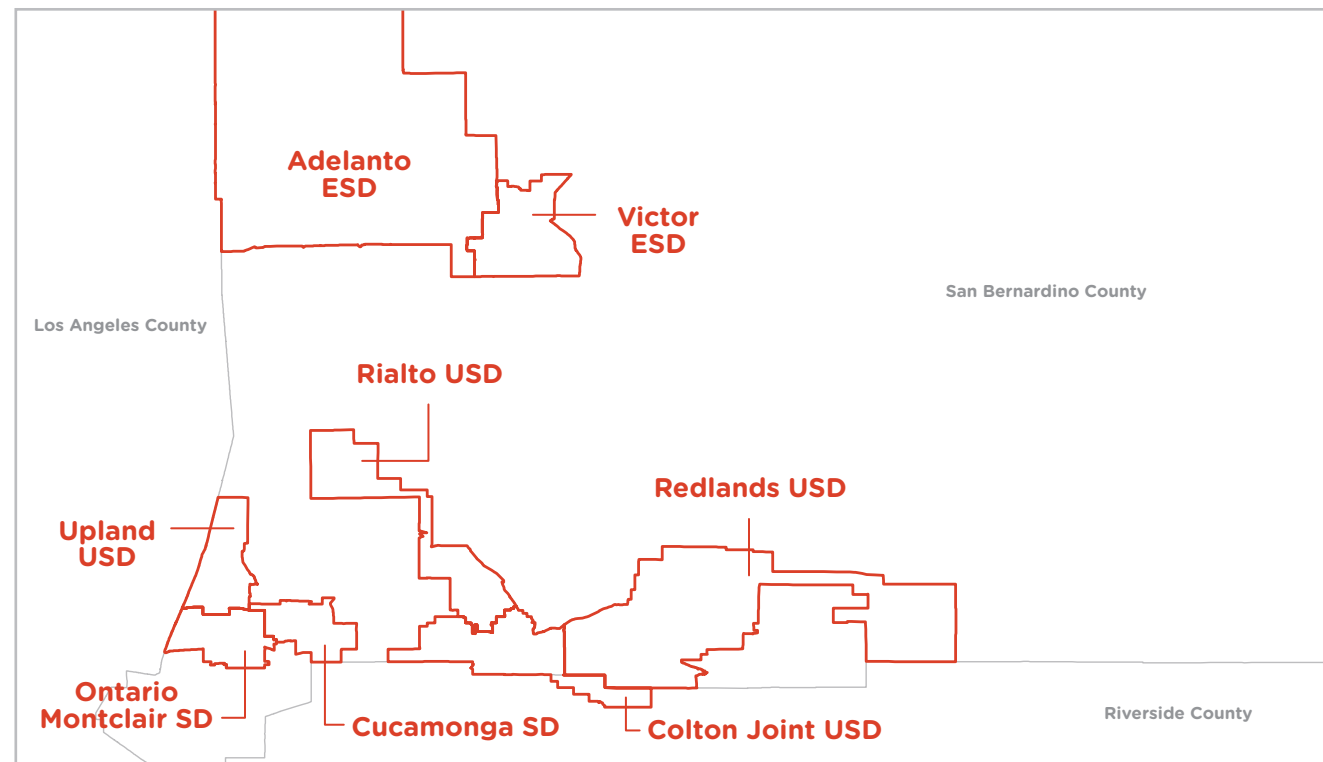 Adelanto
ESD
Victor
ESD
San Bernardino County
Los Angeles County
Rialto USD
Redlands USD
Upland
USD
Ontario
Montclair SD
Cucamonga SD
Colton Joint USD
Riverside County